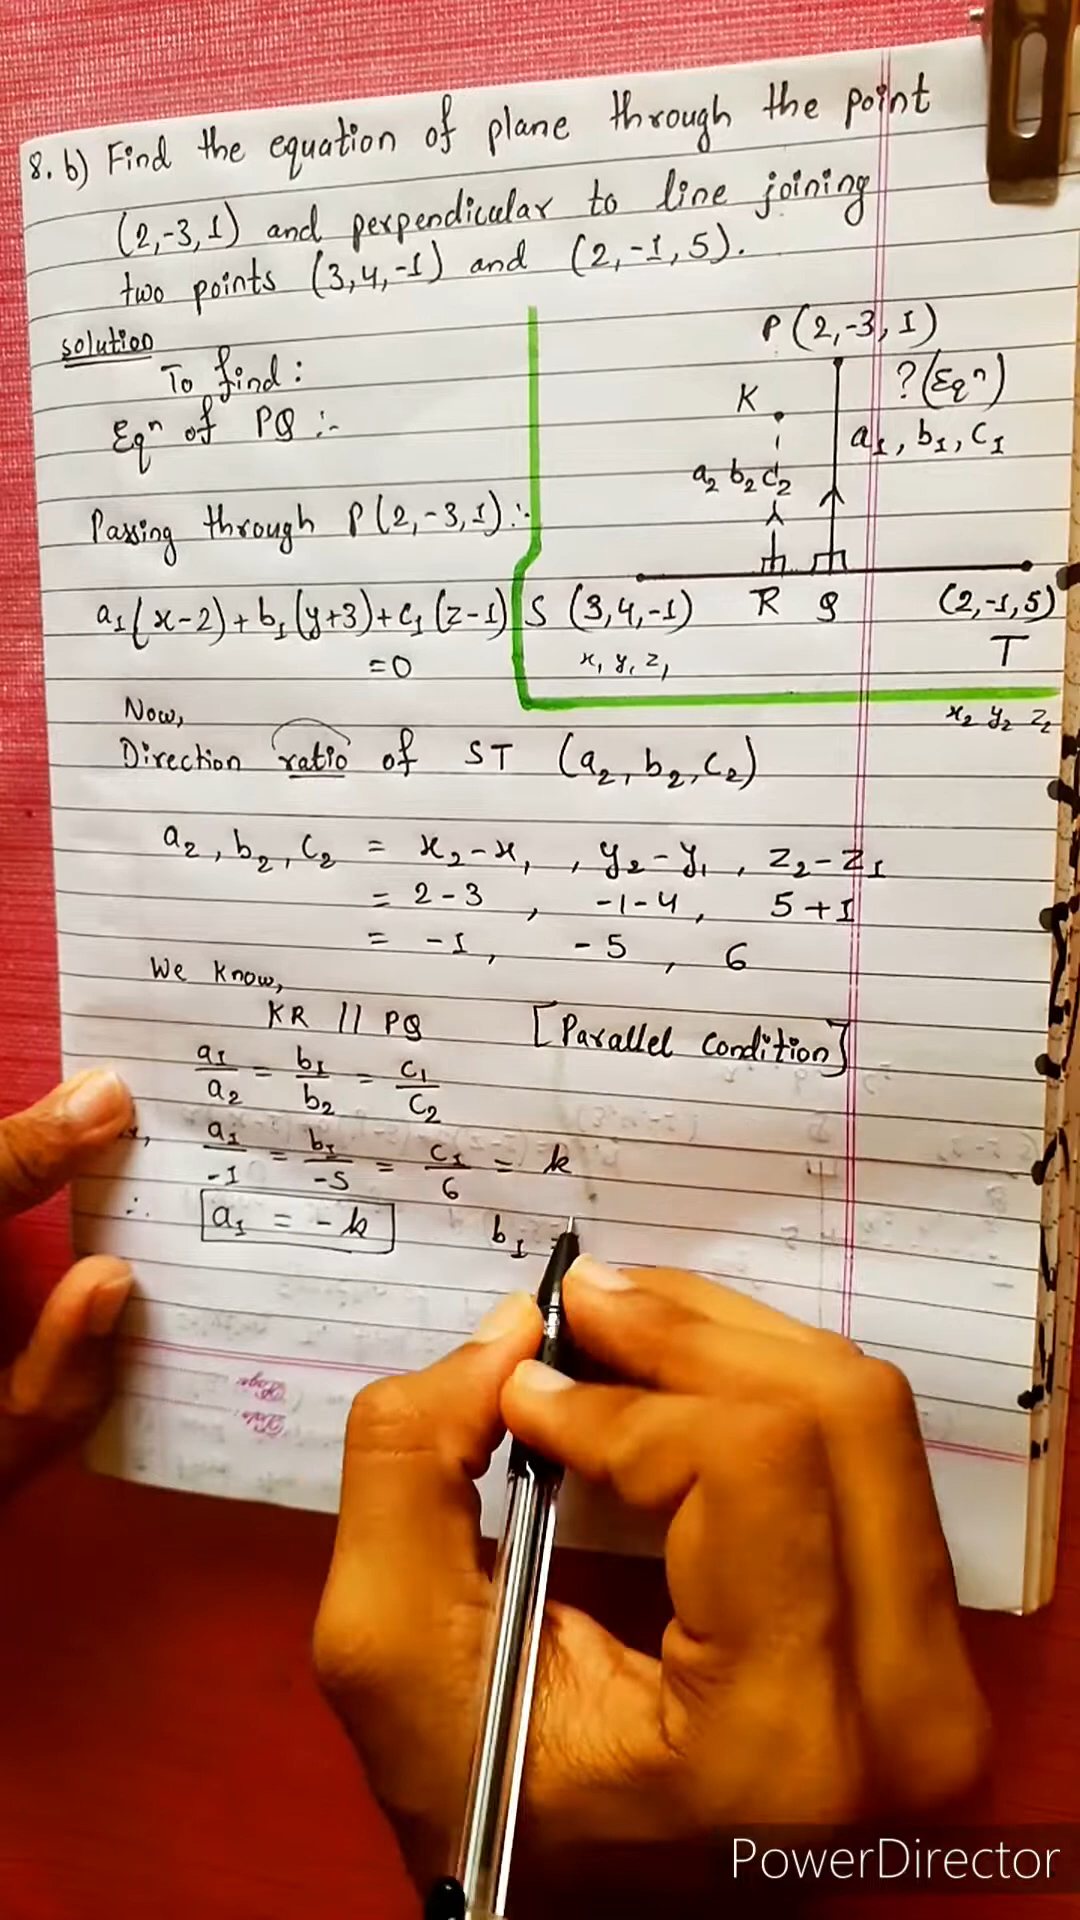 8. b) Find the equation of plane through the point
(2,-3,1) and perpendicular to line joining
two points (3,4,-1) and (2,-1,5).
solution
To find:
Eqⁿ of PQ :-
Passing through P(2,-3,1):-
a₁(x-2)+b₁(y+3)+c₁(z-1)
=0
P(2,-3,1)
?(Eqⁿ)
K
a₁, b₁, c₁
a₂ b₂ c₂
S (3,4,-1) R Q (2,-1,5)
x₁ y₁ z₁ T
x₂ y₂ z₂
Now,
Direction ratio of ST (a₂, b₂, c₂)
a₂, b₂, c₂ = x₂-x₁, y₂-y₁, z₂-z₁
= 2-3, -1-4, 5+1
= -1, -5, 6
We know,
KR // PQ [Parallel condition]
a₁/a₂ = b₁/b₂ = c₁/c₂
a₁/-1 = b₁/-5 = c₁/6 = k
∴ a₁ = -k b₁ =
PowerDirector